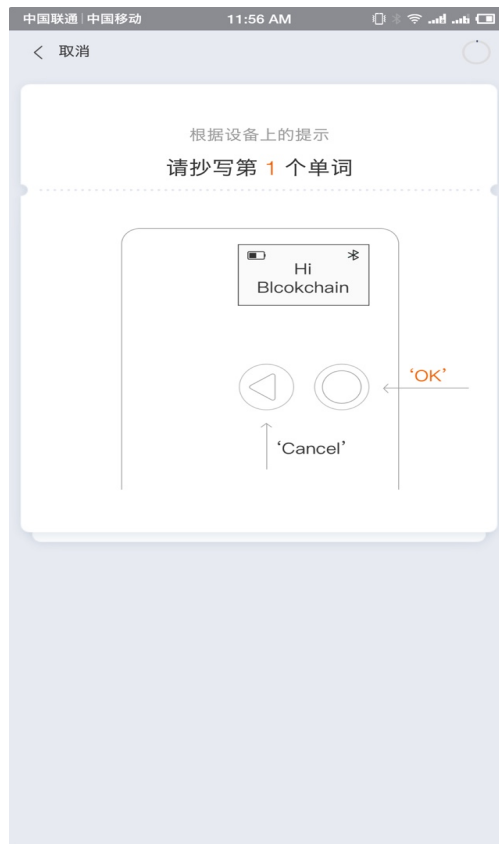 中国联通 | 中国移动 11:56 AM
取消
根据设备上的提示
请抄写第 1 个单词
Hi
Blcokchain
‘OK’
‘Cancel’